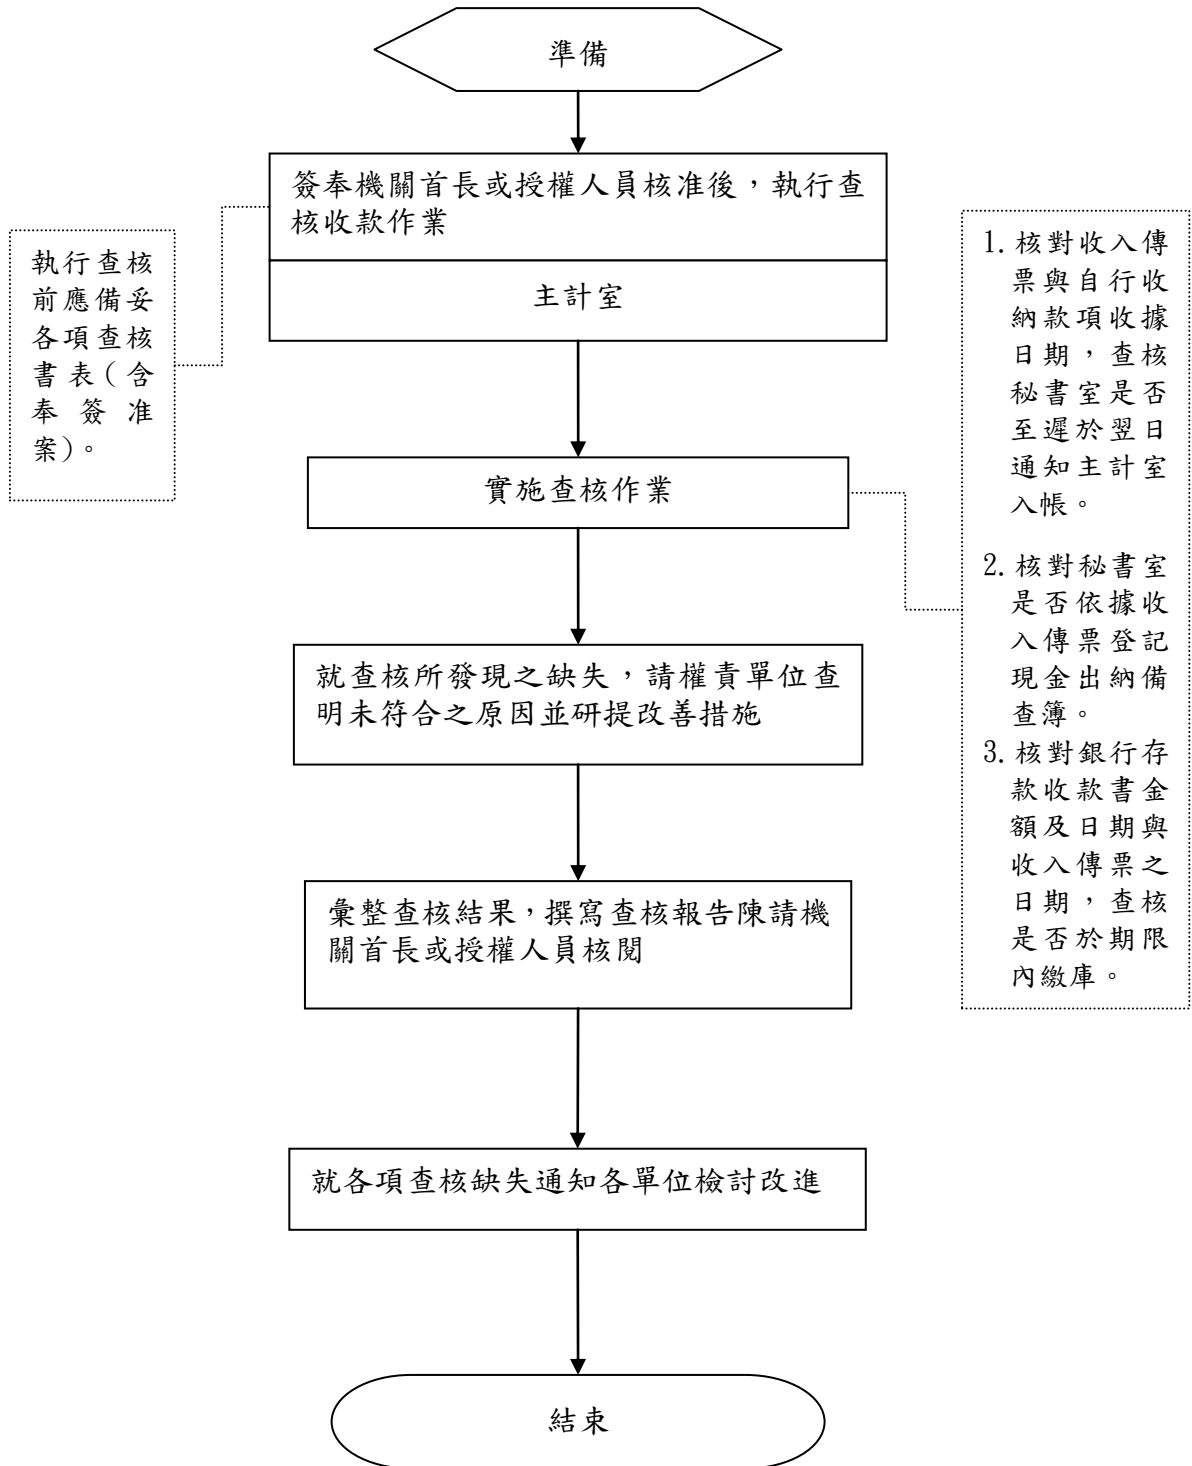 準備
簽奉機關首長或授權人員核准後，執行查
核收款作業
主計室
執行查核
前應備妥
各項查核
書表（含
奉簽准
案）。
實施查核作業
1. 核對收入傳
票與自行收
納款項收據
日期，查核
秘書室是否
至遲於翌日
通知主計室
入帳。
2. 核對秘書室
是否依據收
入傳票登記
現金出納備
查簿。
3. 核對銀行存
款收款書金
額及日期與
收入傳票之
日期，查核
是否於期限
內繳庫。
就查核所發現之缺失，請權責單位查
明未符合之原因並研提改善措施
彙整查核結果，撰寫查核報告陳請機
關首長或授權人員核閱
就各項查核缺失通知各單位檢討改進
結束